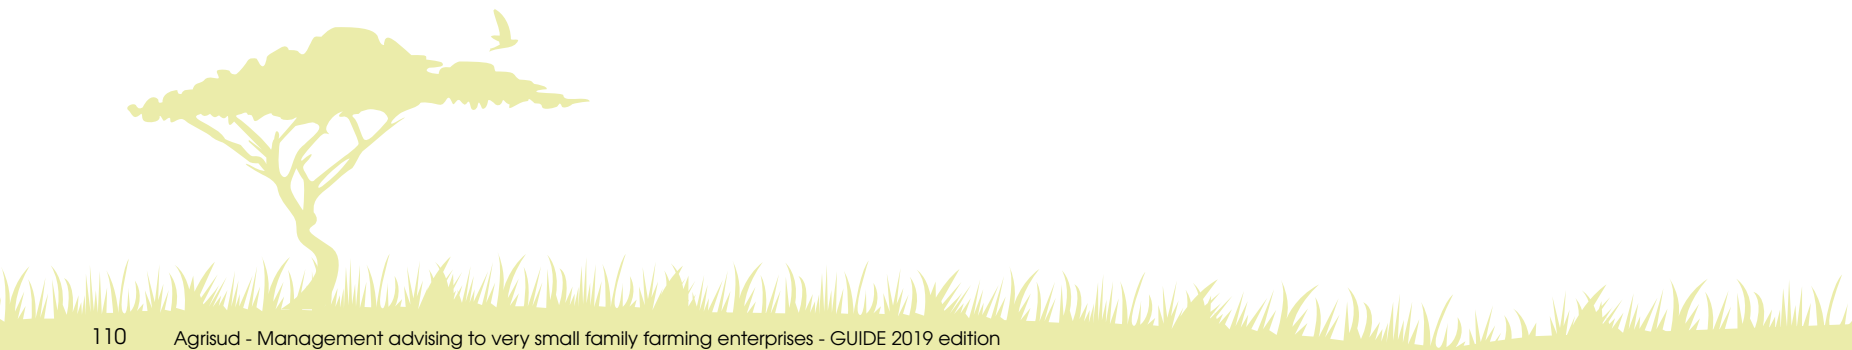 110 Agrisud - Management advising to very small family farming enterprises - GUIDE 2019 edition